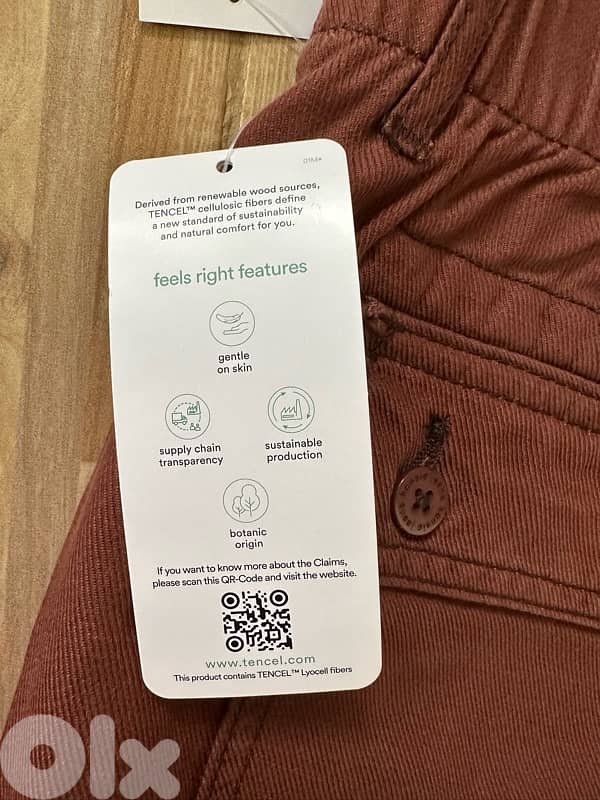 01M*
Derived from renewable wood sources,
TENCEL™ cellulosic fibers define
a new standard of sustainability
and natural comfort for you.
feels right features
gentle
on skin
supply chain
transparency
sustainable
production
botanic
origin
If you want to know more about the Claims,
please scan this QR-Code and visit the website.
www.tencel.com
This product contains TENCEL™ Lyocell fibers
Olx